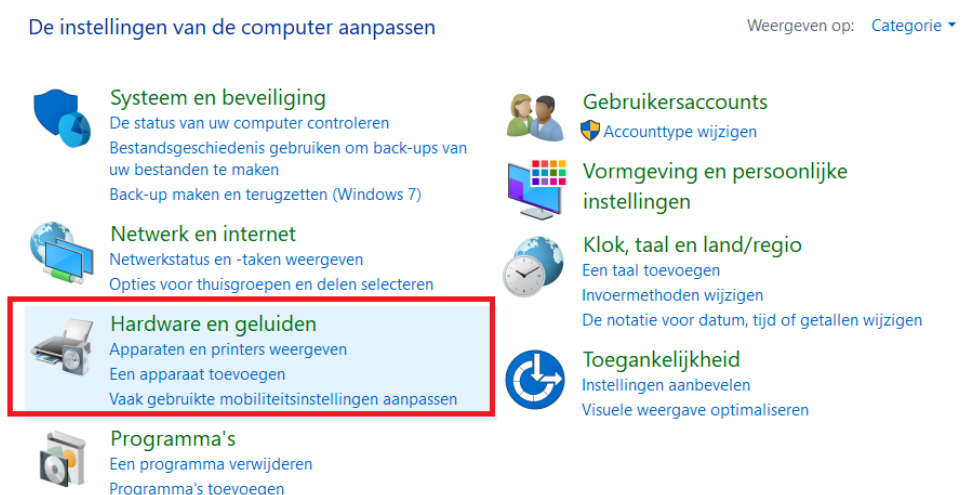 De instellingen van de computer aanpassen
Weergeven op: Categorie
Systeem en beveiliging
De status van uw computer controleren
Bestandsgeschiedenis gebruiken om back-ups van
uw bestanden te maken
Back-up maken en terugzetten (Windows 7)
Netwerk en internet
Netwerkstatus en -taken weergeven
Opties voor thuisgroepen en delen selecteren
Hardware en geluiden
Apparaten en printers weergeven
Een apparaat toevoegen
Vaak gebruikte mobiliteitsinstellingen aanpassen
Programma's
Een programma verwijderen
Programma's toevoegen
Gebruikersaccounts
Accounttype wijzigen
Vormgeving en persoonlijke
instellingen
Klok, taal en land/regio
Een taal toevoegen
Invoermethoden wijzigen
De notatie voor datum, tijd of getallen wijzigen
Toegankelijkheid
Instellingen aanbevelen
Visuele weergave optimaliseren